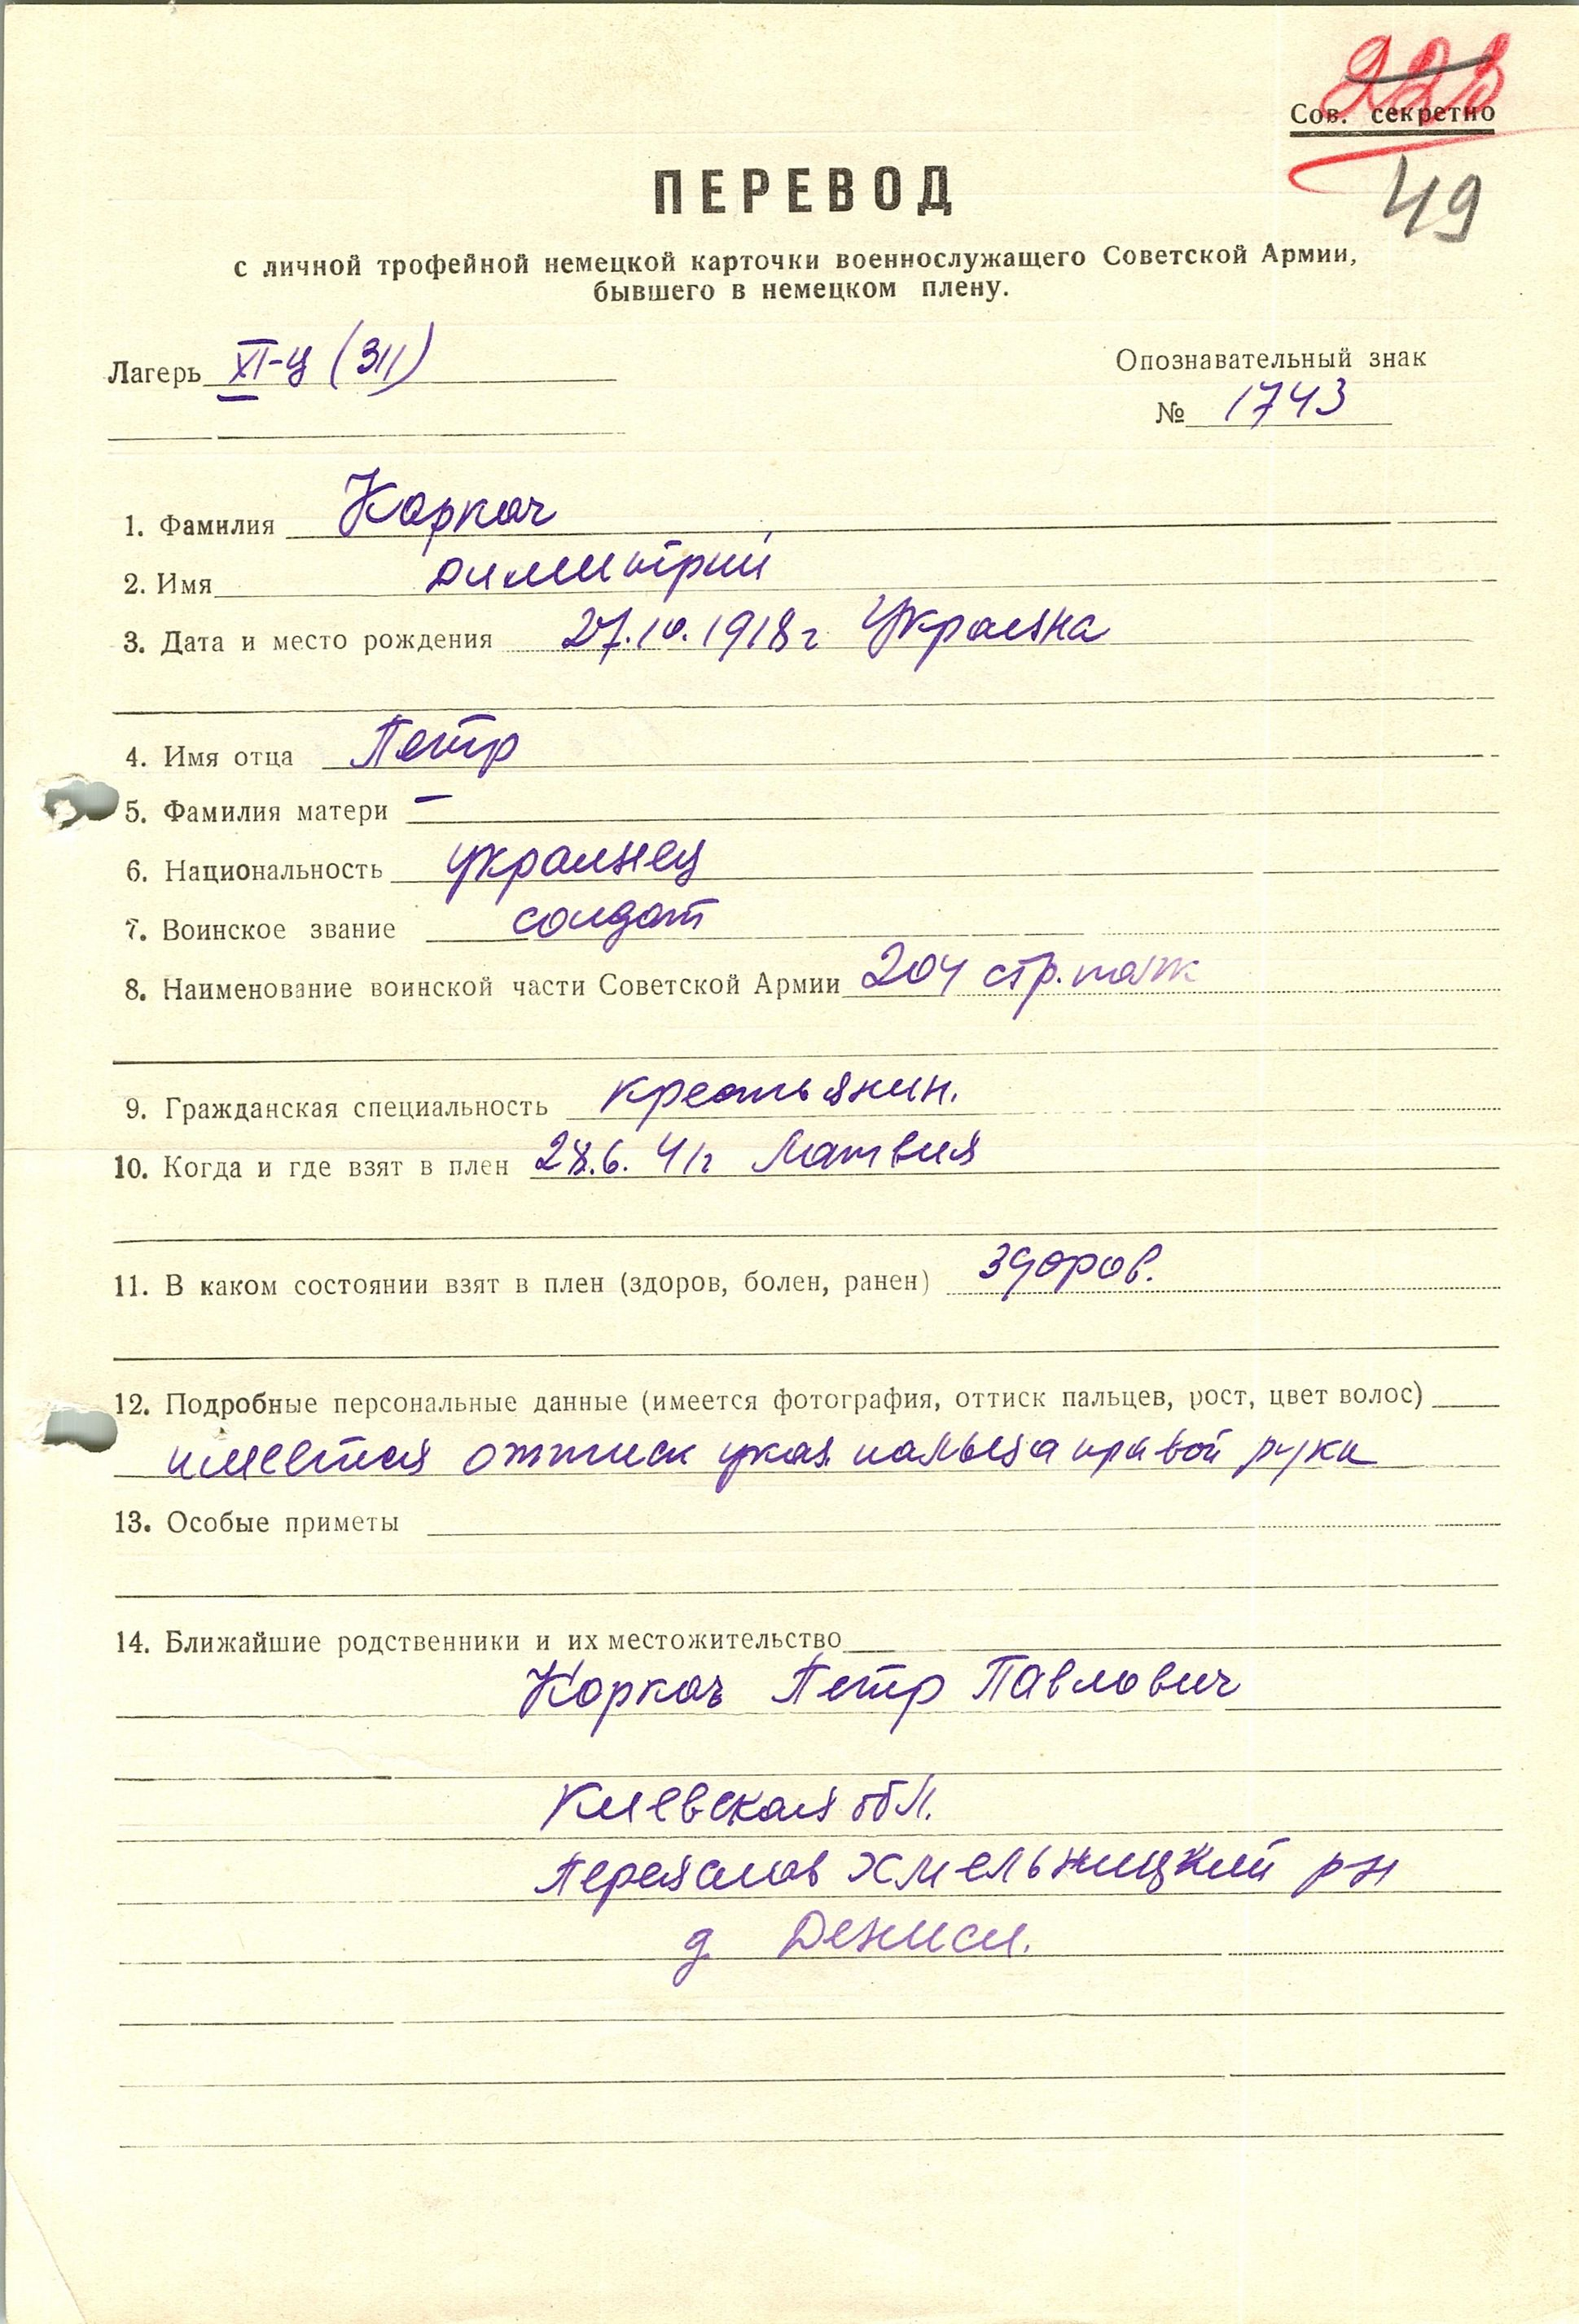 223
Сов. секретно
49
ПЕРЕВОД
с личной трофейной немецкой карточки военнослужащего Советской Армии,
бывшего в немецком плену.
Лагерь XI-ц (311)
Опознавательный знак
№ 1743
1. Фамилия Коркач
2. Имя Димитрий
3. Дата и место рождения 27.10.1918г Украина
4. Имя отца Петр
5. Фамилия матери –
6. Национальность украинец
7. Воинское звание солдат
8. Наименование воинской части Советской Армии 204 стр. полк
9. Гражданская специальность крестьянин.
10. Когда и где взят в плен 28.6.41г Латвия
11. В каком состоянии взят в плен (здоров, болен, ранен) здоров.
12. Подробные персональные данные (имеется фотография, оттиск пальцев, рост, цвет волос)
имеется оттиск указ. пальца правой руки
13. Особые приметы
14. Ближайшие родственники и их местожительство
Коркач Петр Павлович
Киевская обл.
Переяслав Хмельницкий р-н
д Дениси.